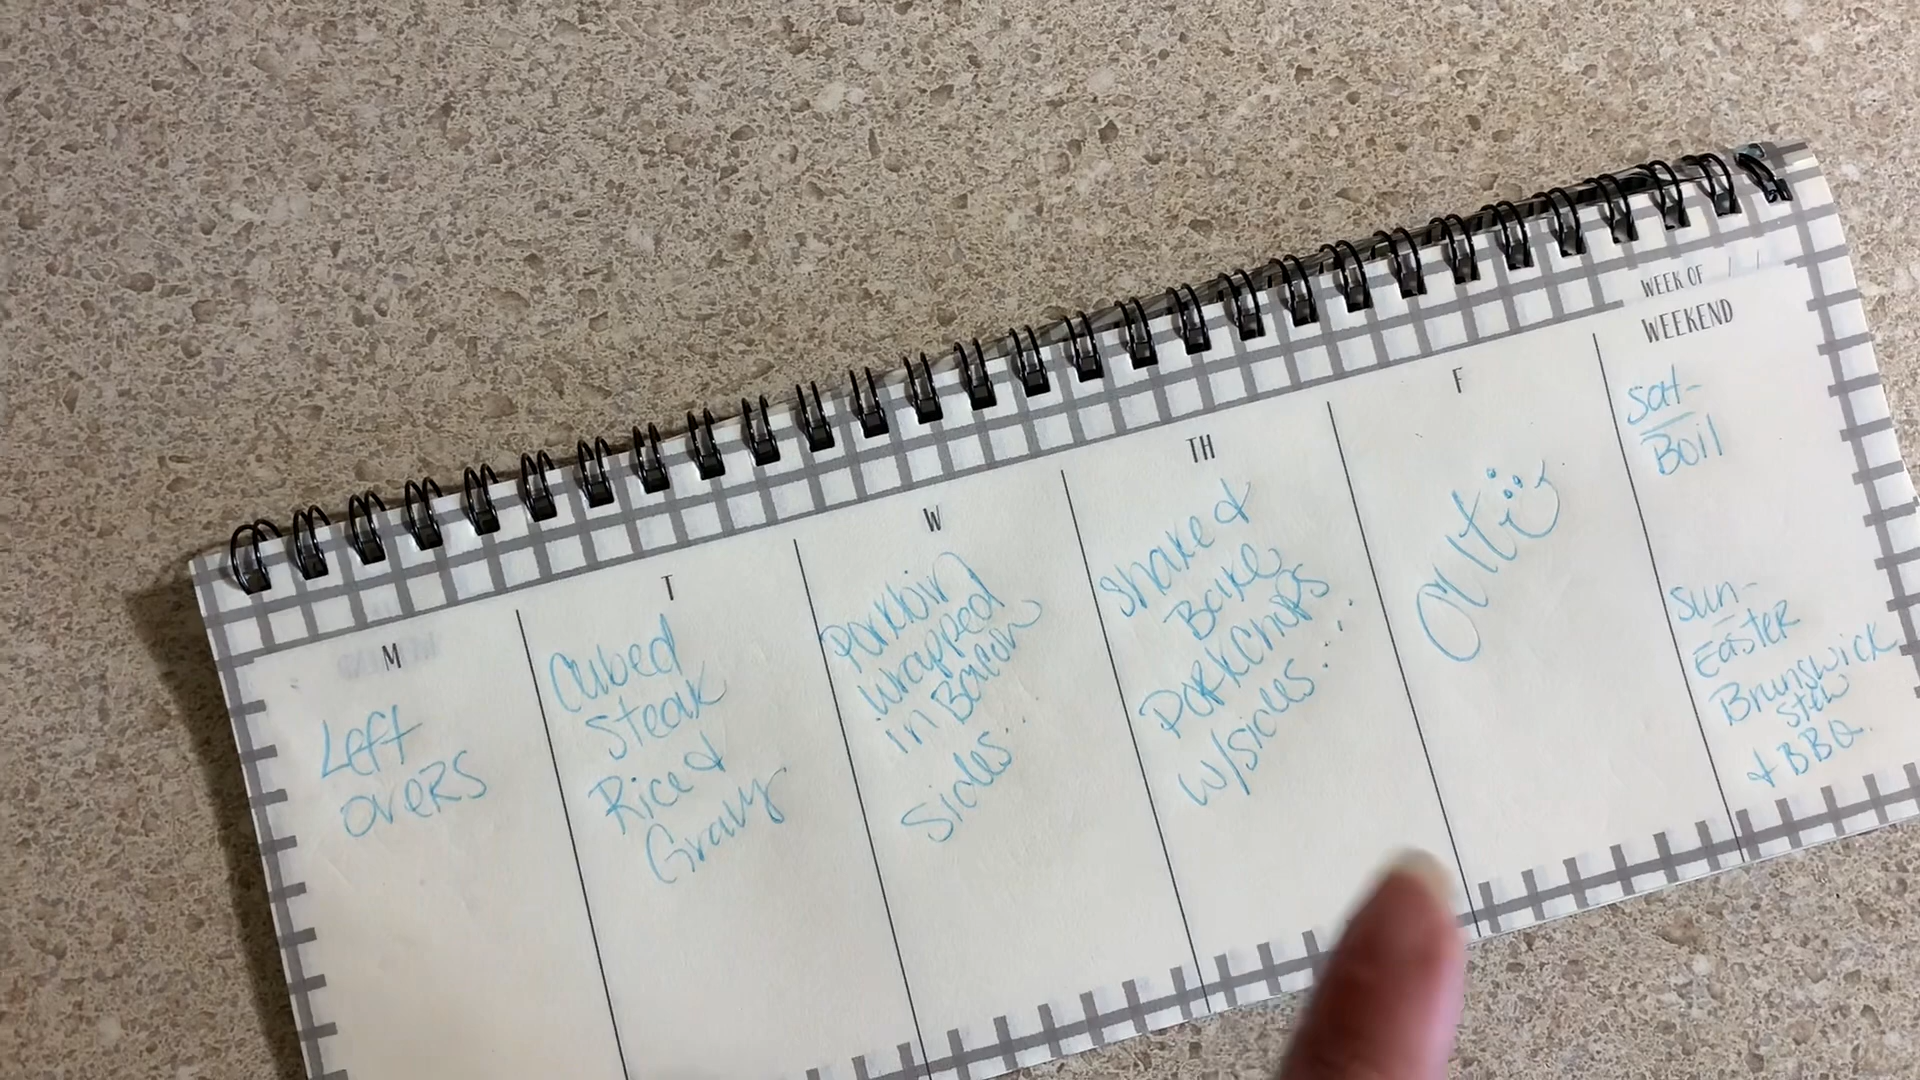 WEEK OF / /
M
Left
overs
T
Cubed
Steak
Rice &
Gravy
W
Porkloin
wrapped
in Bacon
Sides..
TH
Shake &
Bake
Porkchops
w/sides...
F
Out
WEEKEND
Sat-
Boil
Sun-
Easter
Brunswick
Stew
& BBQ.